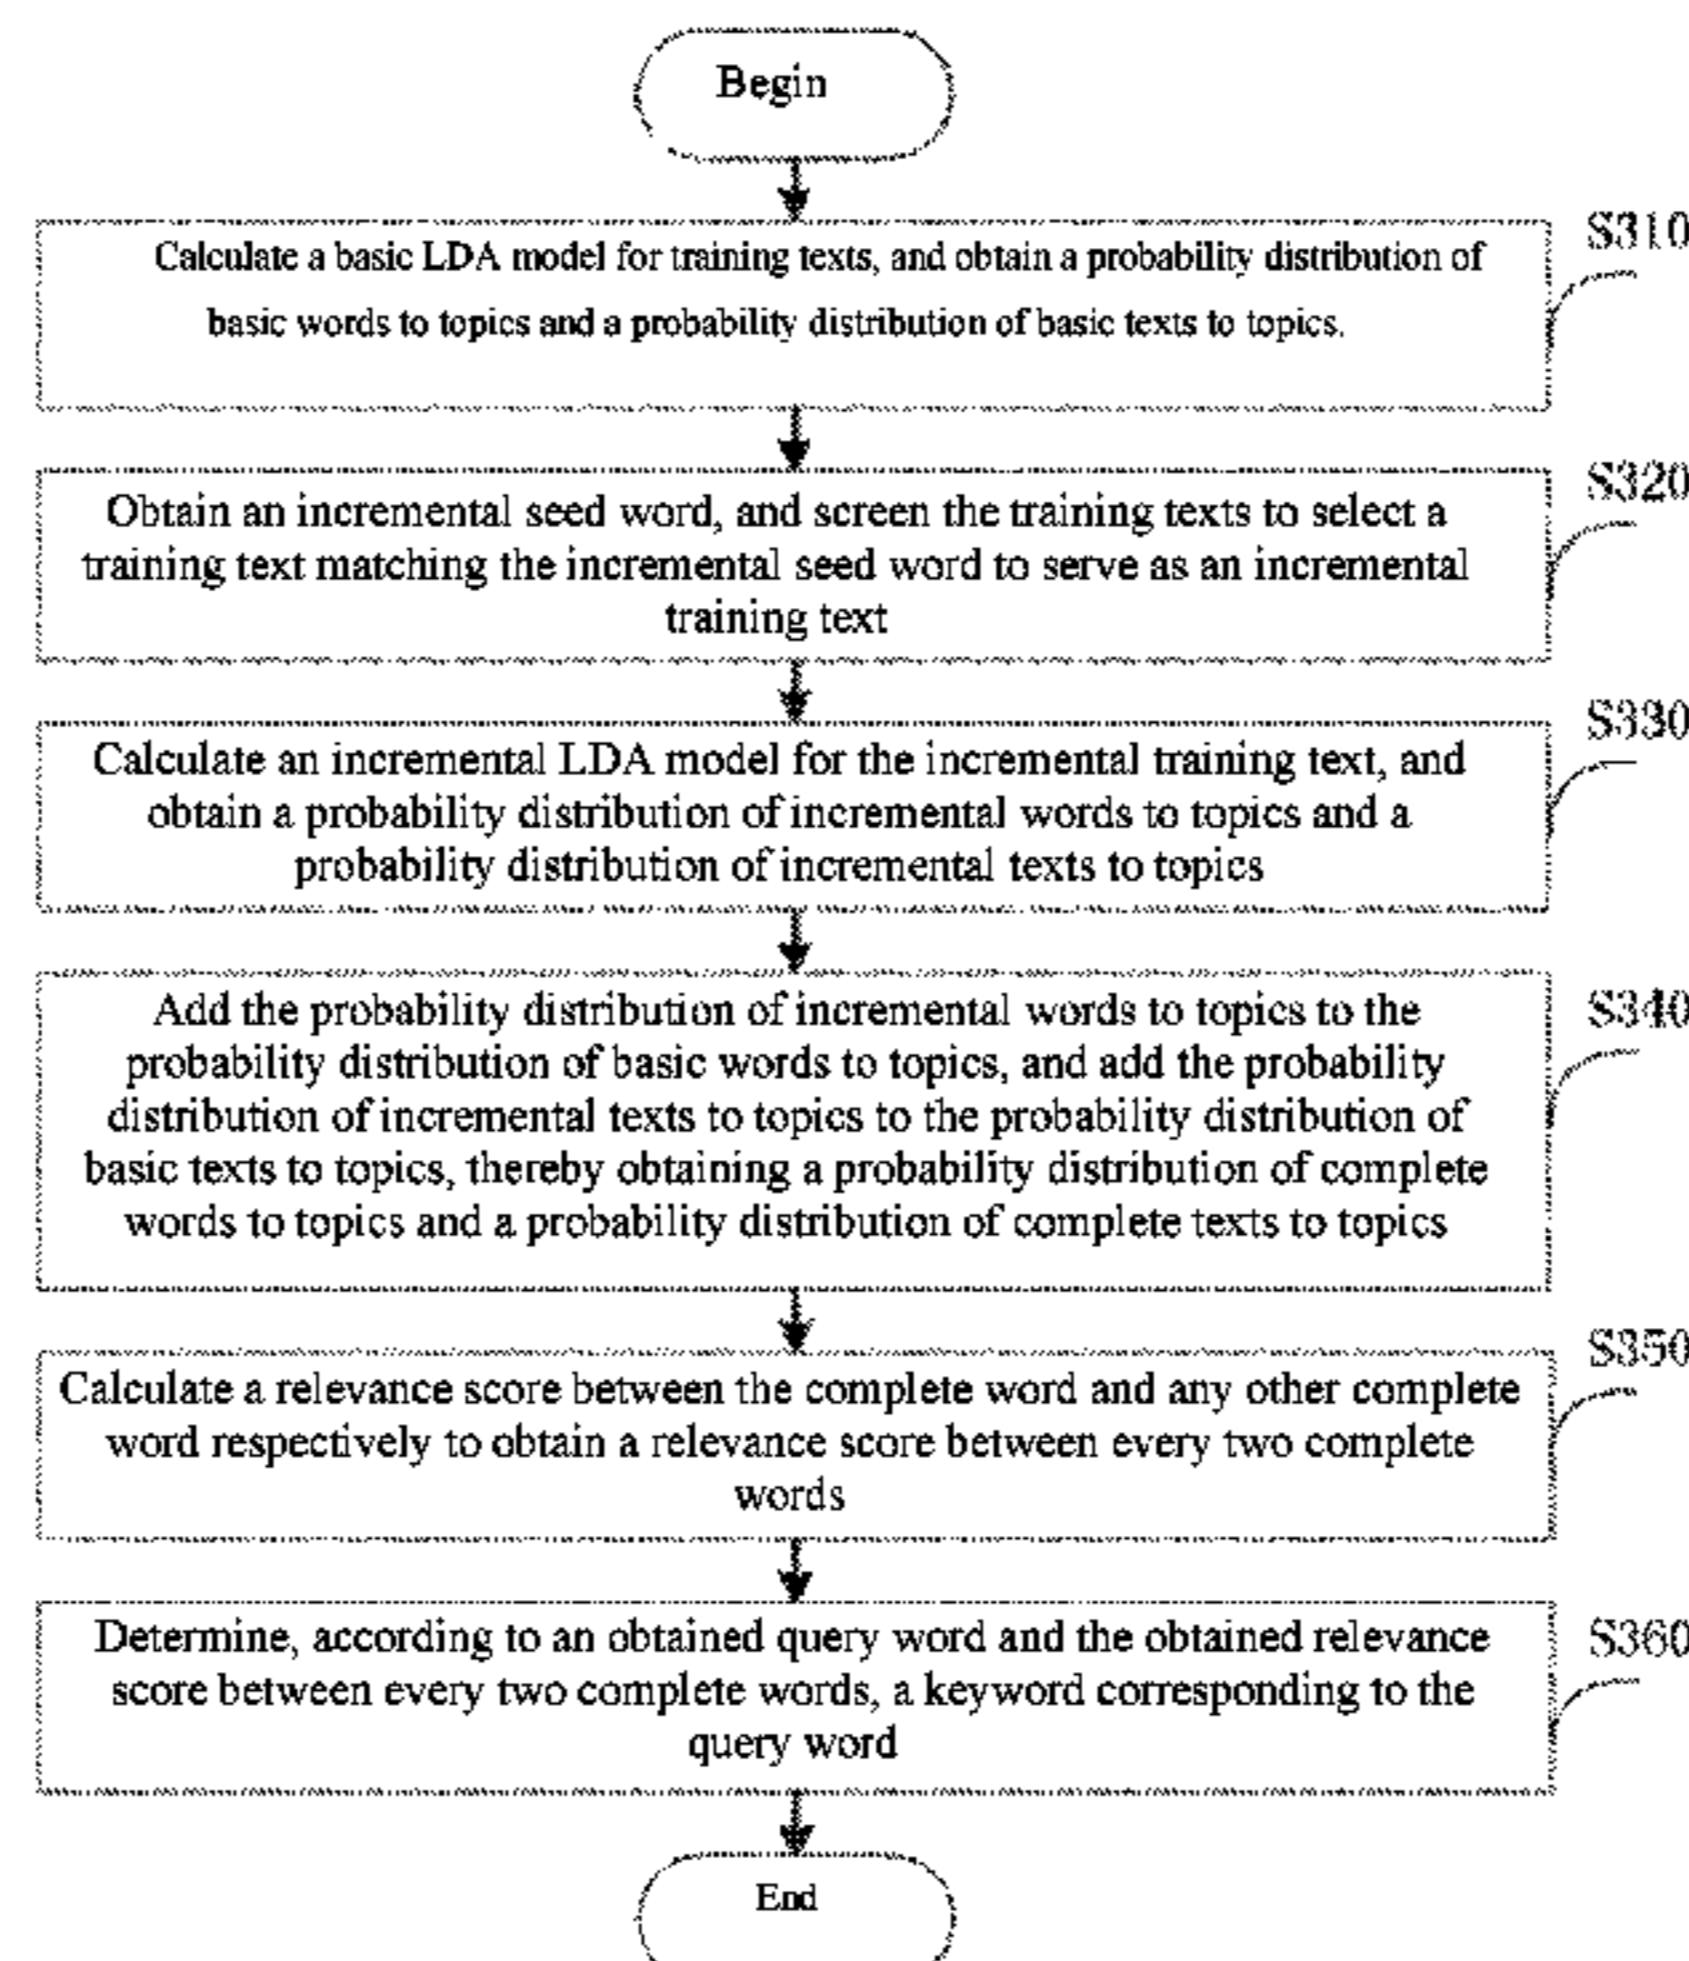 Begin
S310
Calculate a basic LDA model for training texts, and obtain a probability distribution of
basic words to topics and a probability distribution of basic texts to topics.
S320
Obtain an incremental seed word, and screen the training texts to select a
training text matching the incremental seed word to serve as an incremental
training text
S330
Calculate an incremental LDA model for the incremental training text, and
obtain a probability distribution of incremental words to topics and a
probability distribution of incremental texts to topics
S340
Add the probability distribution of incremental words to topics to the
probability distribution of basic words to topics, and add the probability
distribution of incremental texts to topics to the probability distribution of
basic texts to topics, thereby obtaining a probability distribution of complete
words to topics and a probability distribution of complete texts to topics
S350
Calculate a relevance score between the complete word and any other complete
word respectively to obtain a relevance score between every two complete
words
S360
Determine, according to an obtained query word and the obtained relevance
score between every two complete words, a keyword corresponding to the
query word
End